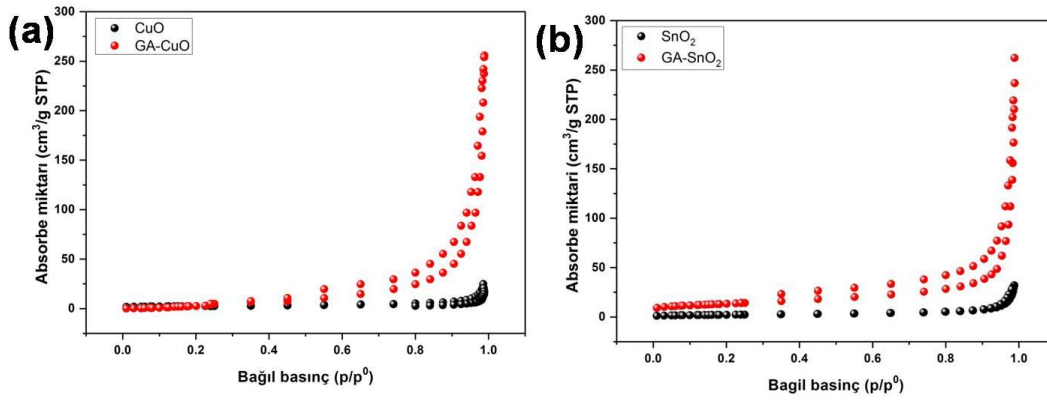 (a)
CuO
GA-CuO
Absorbe miktarı (cm³/g STP)
300
250
200
150
100
50
0
0.0 0.2 0.4 0.6 0.8 1.0
Bağıl basınç (p/p⁰)
(b)
SnO₂
GA-SnO₂
Absorbe miktari (cm³/g STP)
300
250
200
150
100
50
0
0.0 0.2 0.4 0.6 0.8 1.0
Bagil basinç (p/p⁰)